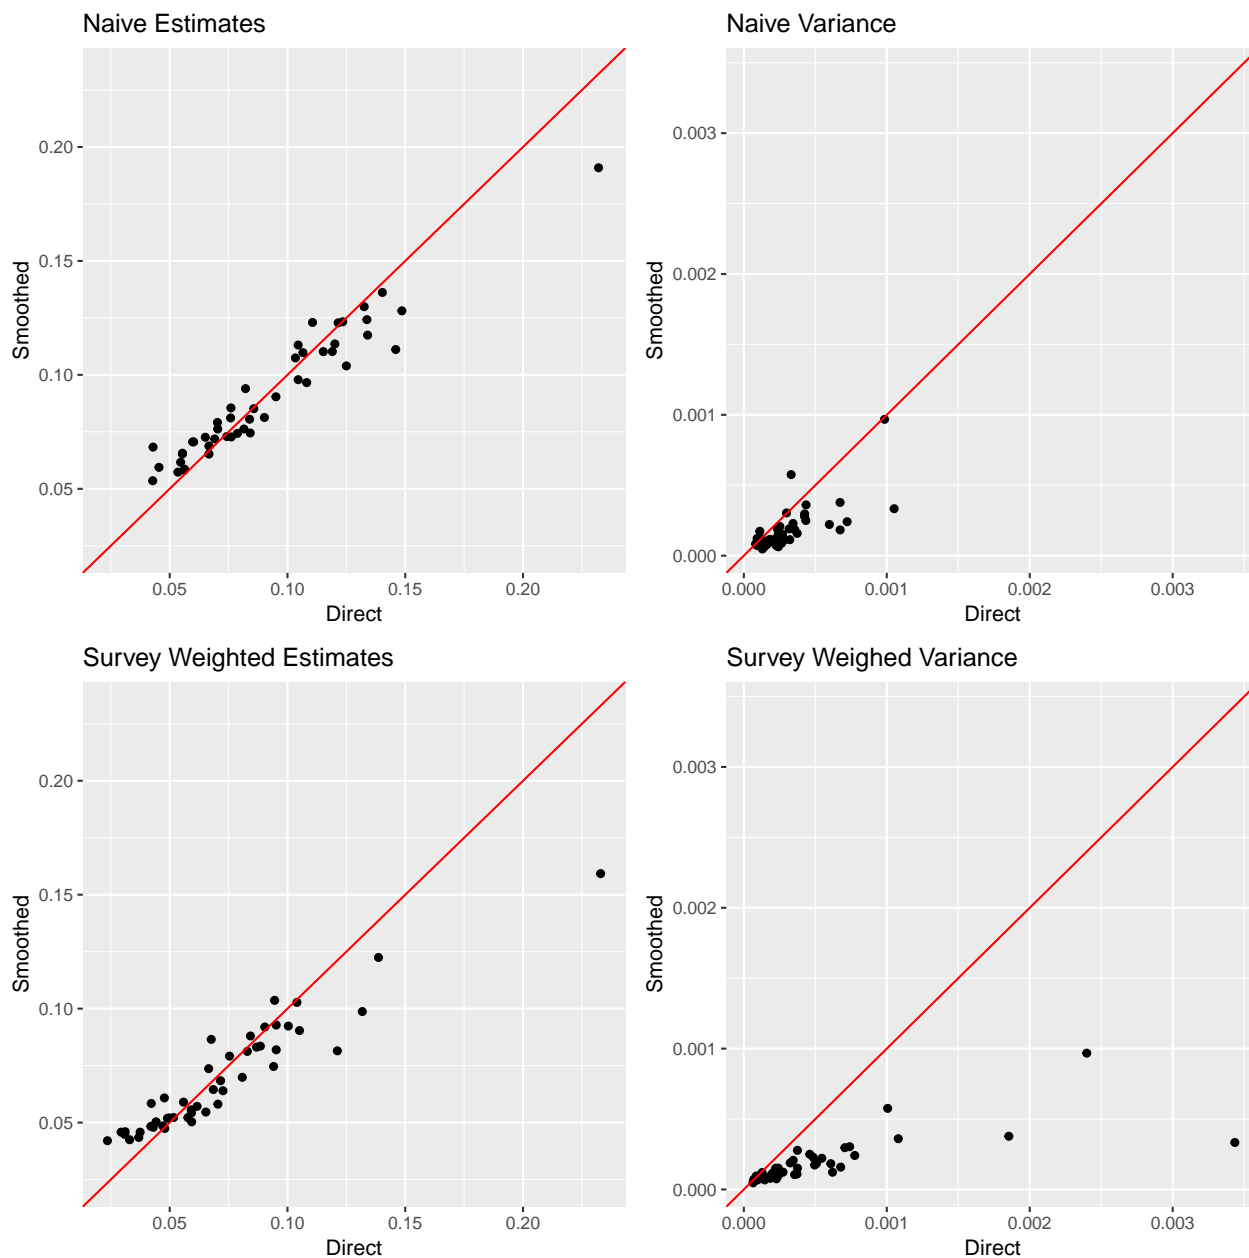 Naive Estimates
0.20
0.15
0.10
0.05
Smoothed
0.05 0.10 0.15 0.20
Direct
Naive Variance
0.003
0.002
0.001
0.000
Smoothed
0.000 0.001 0.002 0.003
Direct
Survey Weighted Estimates
0.20
0.15
0.10
0.05
Smoothed
0.05 0.10 0.15 0.20
Direct
Survey Weighed Variance
0.003
0.002
0.001
0.000
Smoothed
0.000 0.001 0.002 0.003
Direct